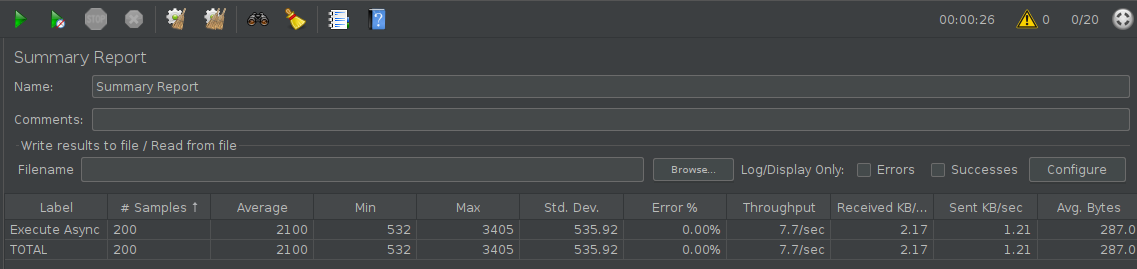 STOP 00:00:26 0 0/20
Summary Report
Name: Summary Report
Comments:
Write results to file / Read from file
Filename Browse... Log/Display Only: Errors Successes Configure
Label # Samples ↑ Average Min Max Std. Dev. Error % Throughput Received KB/... Sent KB/sec Avg. Bytes
Execute Async 200 2100 532 3405 535.92 0.00% 7.7/sec 2.17 1.21 287.0
TOTAL 200 2100 532 3405 535.92 0.00% 7.7/sec 2.17 1.21 287.0